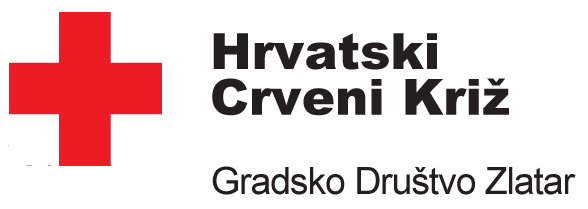 Hrvatski
Crveni Križ
Gradsko Društvo Zlatar